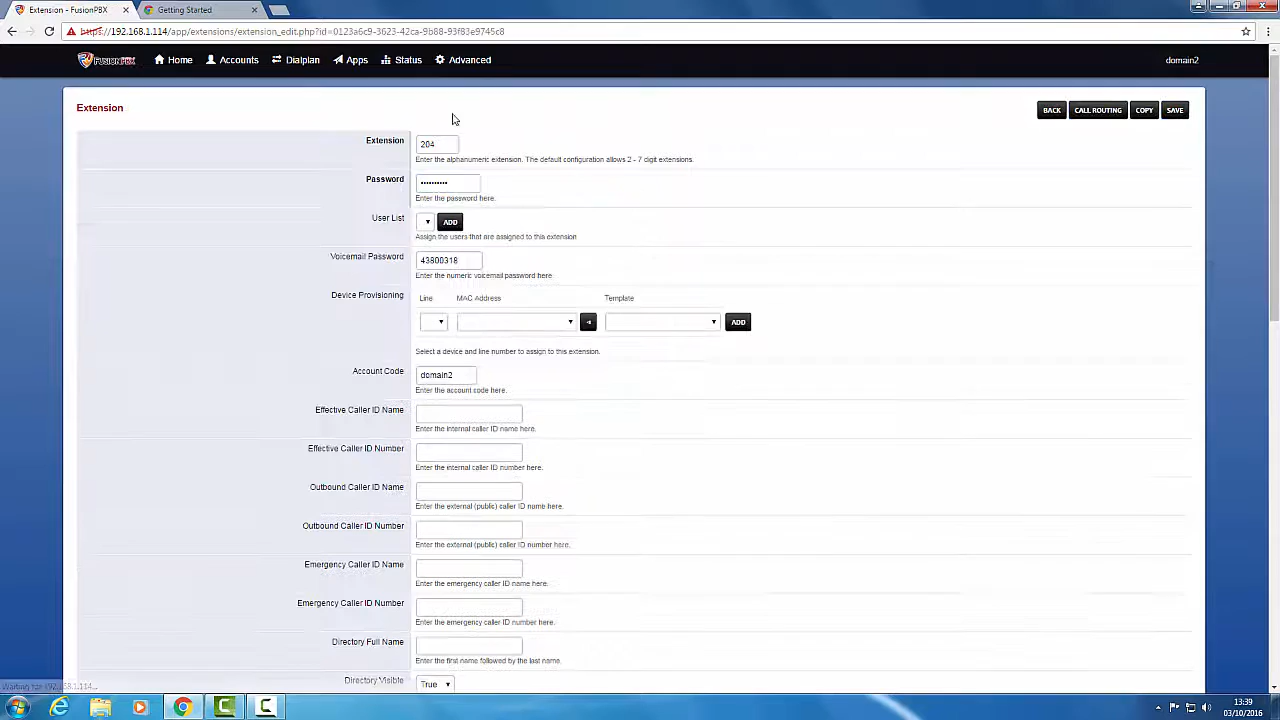 Extension - FusionPBX
Getting Started
https://192.168.1.114/app/extensions/extension_edit.php?id=0123a6c9-3623-42ca-9b88-93f83e9745c8
FUSIONPBX Home Accounts Dialplan Apps Status Advanced domain2
Extension
BACK CALL ROUTING COPY SAVE
Extension 204
Enter the alphanumeric extension. The default configuration allows 2 - 7 digit extensions.
Password ••••••••••
Enter the password here.
User List ADD
Assign the users that are assigned to this extension
Voicemail Password 43800318
Enter the numeric voicemail password here
Device Provisioning Line MAC Address Template
ADD
Select a device and line number to assign to this extension.
Account Code domain2
Enter the account code here.
Effective Caller ID Name
Enter the internal caller ID name here.
Effective Caller ID Number
Enter the internal caller ID number here.
Outbound Caller ID Name
Enter the external (public) caller ID name here.
Outbound Caller ID Number
Enter the external (public) caller ID number here.
Emergency Caller ID Name
Enter the emergency caller ID name here.
Emergency Caller ID Number
Enter the emergency caller ID number here.
Directory Full Name
Enter the first name followed by the last name.
Directory Visible True
Waiting for 192.168.1.114...
13:39
03/10/2016